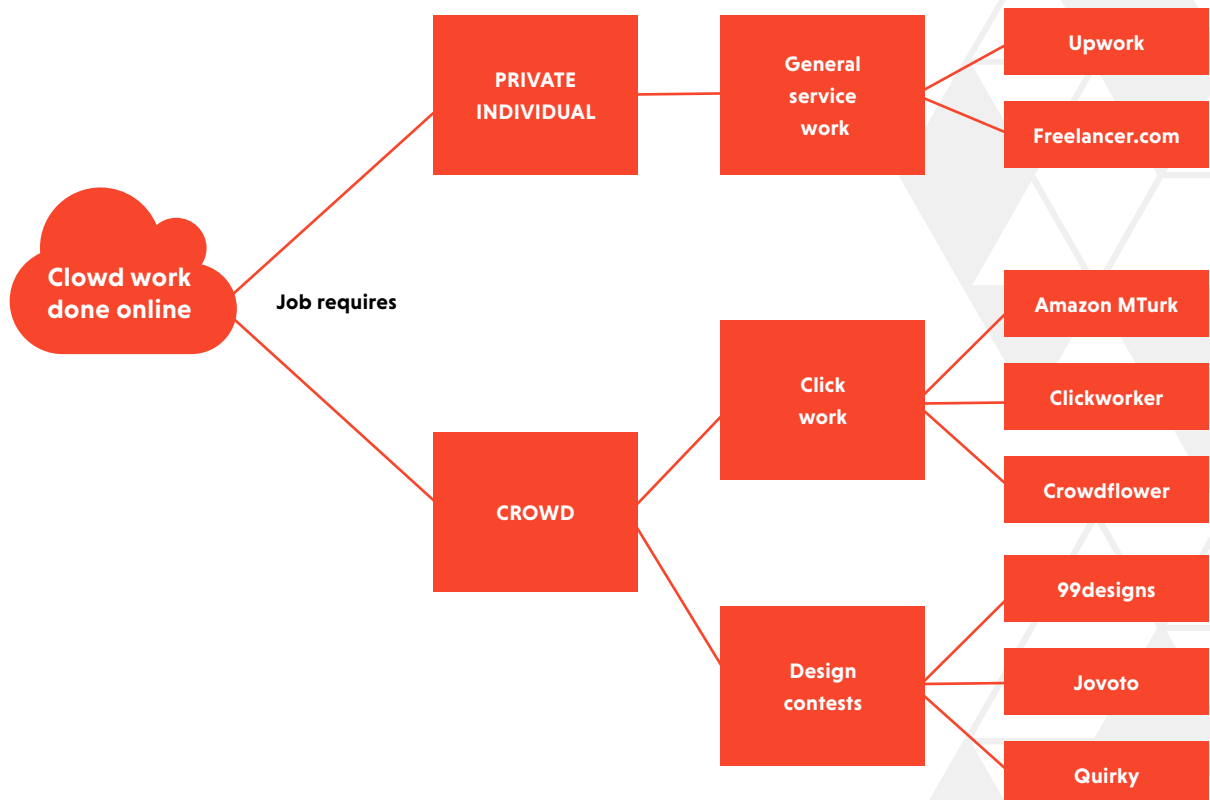 Clowd work
done online
Job requires
PRIVATE
INDIVIDUAL
General
service
work
Upwork
Freelancer.com
CROWD
Click
work
Amazon MTurk
Clickworker
Crowdflower
Design
contests
99designs
Jovoto
Quirky